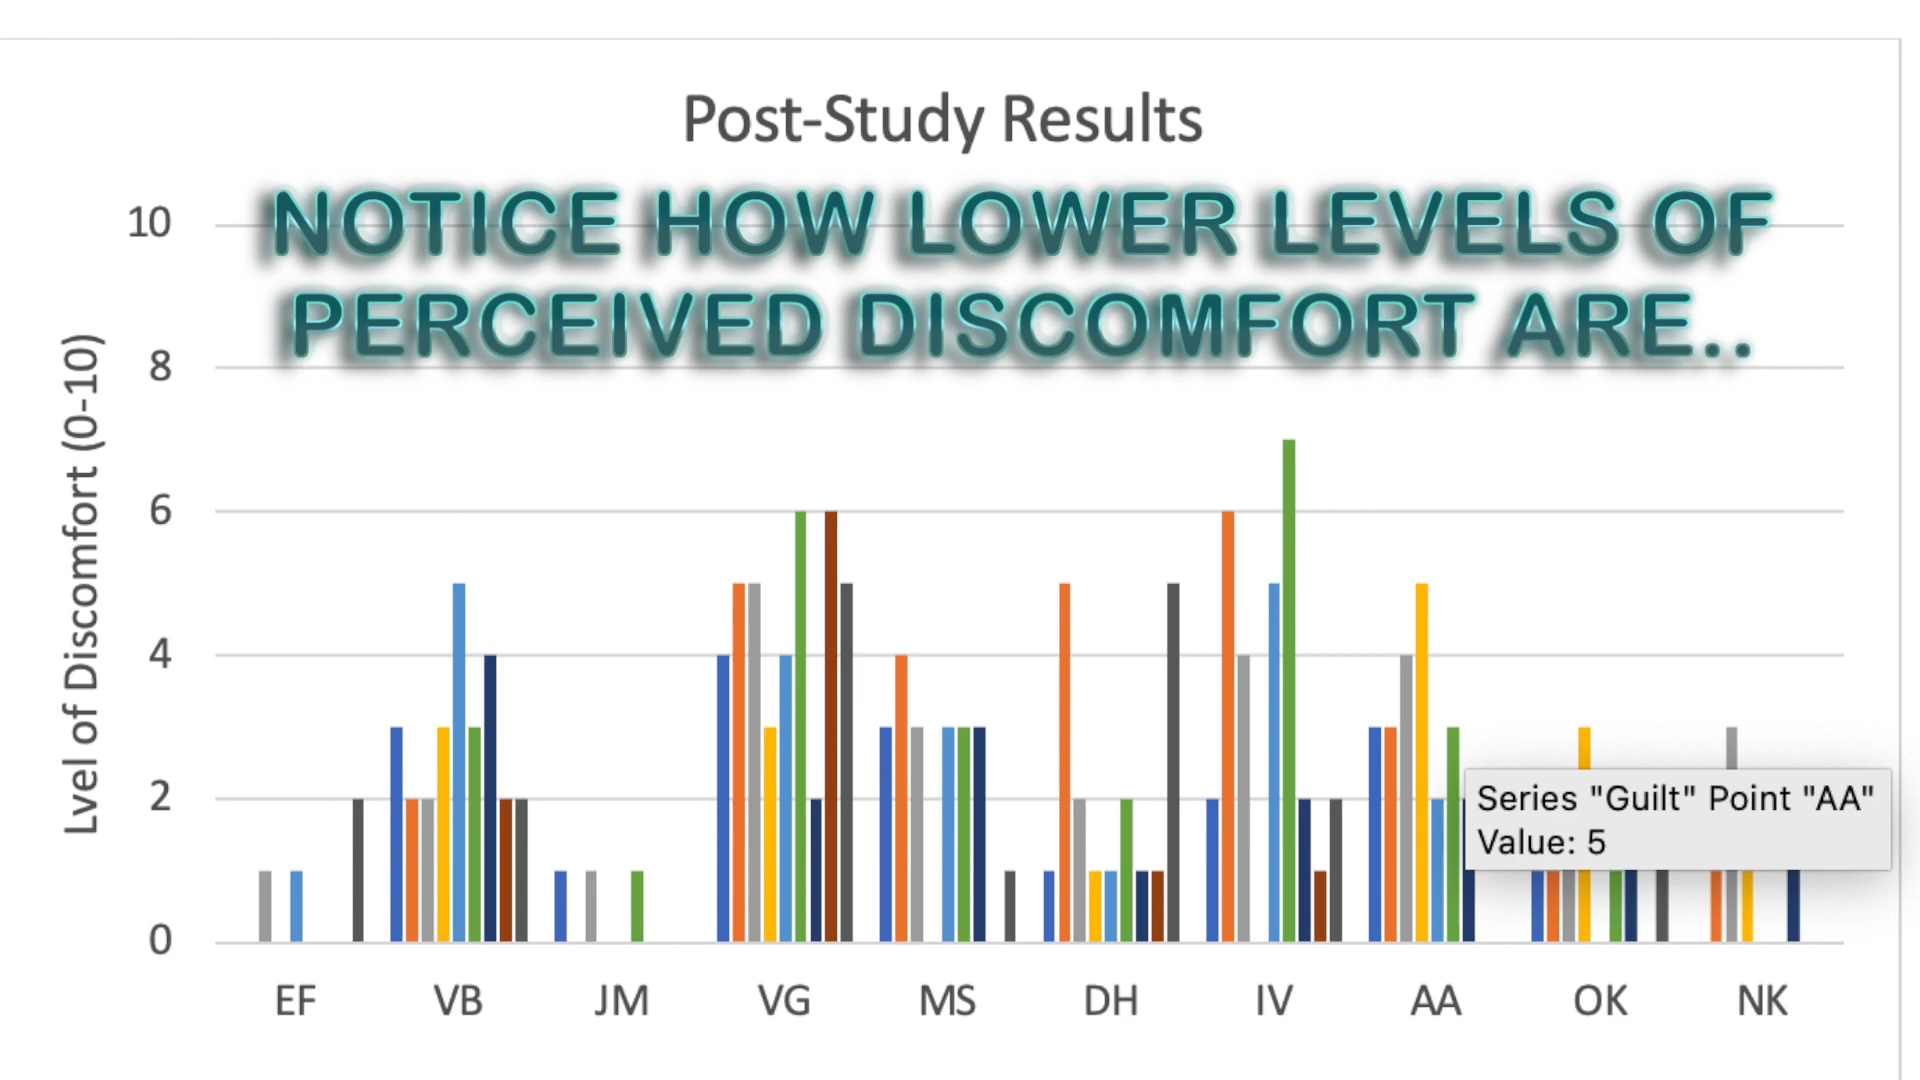 Post-Study Results
NOTICE HOW LOWER LEVELS OF
PERCEIVED DISCOMFORT ARE..
Lvel of Discomfort (0-10)
10
8
6
4
2
0
Series "Guilt" Point "AA"
Value: 5
EF VB JM VG MS DH IV AA OK NK